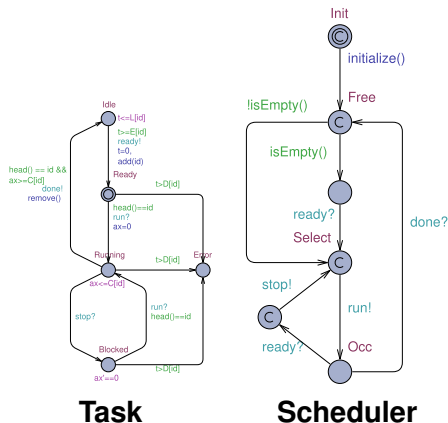 Init
initialize()
Free
!isEmpty()
isEmpty()
ready?
done?
Select
stop!
run!
ready?
Occ
C
C
C
Scheduler
Idle
t<=L[id]
t>=E[id]
ready!
t=0,
add(id)
Ready
t>D[id]
head() == id &&
ax>=C[id]
done!
remove()
head()==id
run?
ax=0
Running
t>D[id]
Error
ax<=C[id]
stop?
run?
head()==id
Blocked
t>D[id]
ax'==0
Task